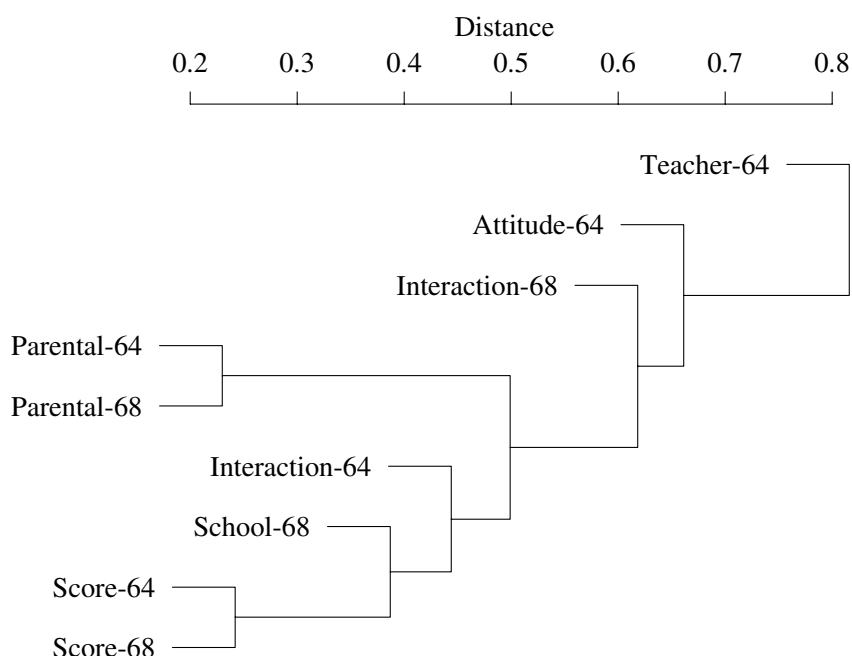 Distance
0.2 0.3 0.4 0.5 0.6 0.7 0.8
Teacher-64
Attitude-64
Interaction-68
Parental-64
Parental-68
Interaction-64
School-68
Score-64
Score-68